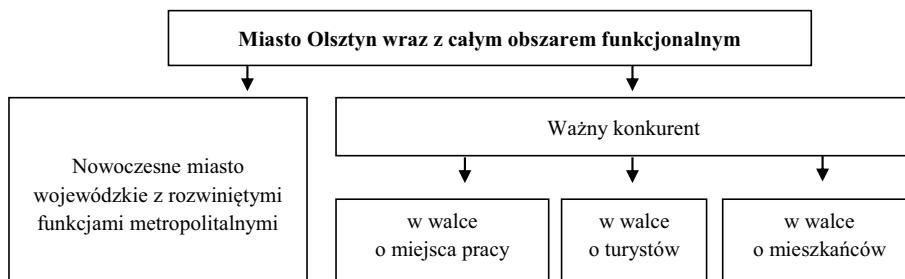 Miasto Olsztyn wraz z całym obszarem funkcjonalnym
Nowoczesne miasto
wojewódzkie z rozwiniętymi
funkcjami metropolitalnymi
Ważny konkurent
w walce
o miejsca pracy
w walce
o turystów
w walce
o mieszkańców